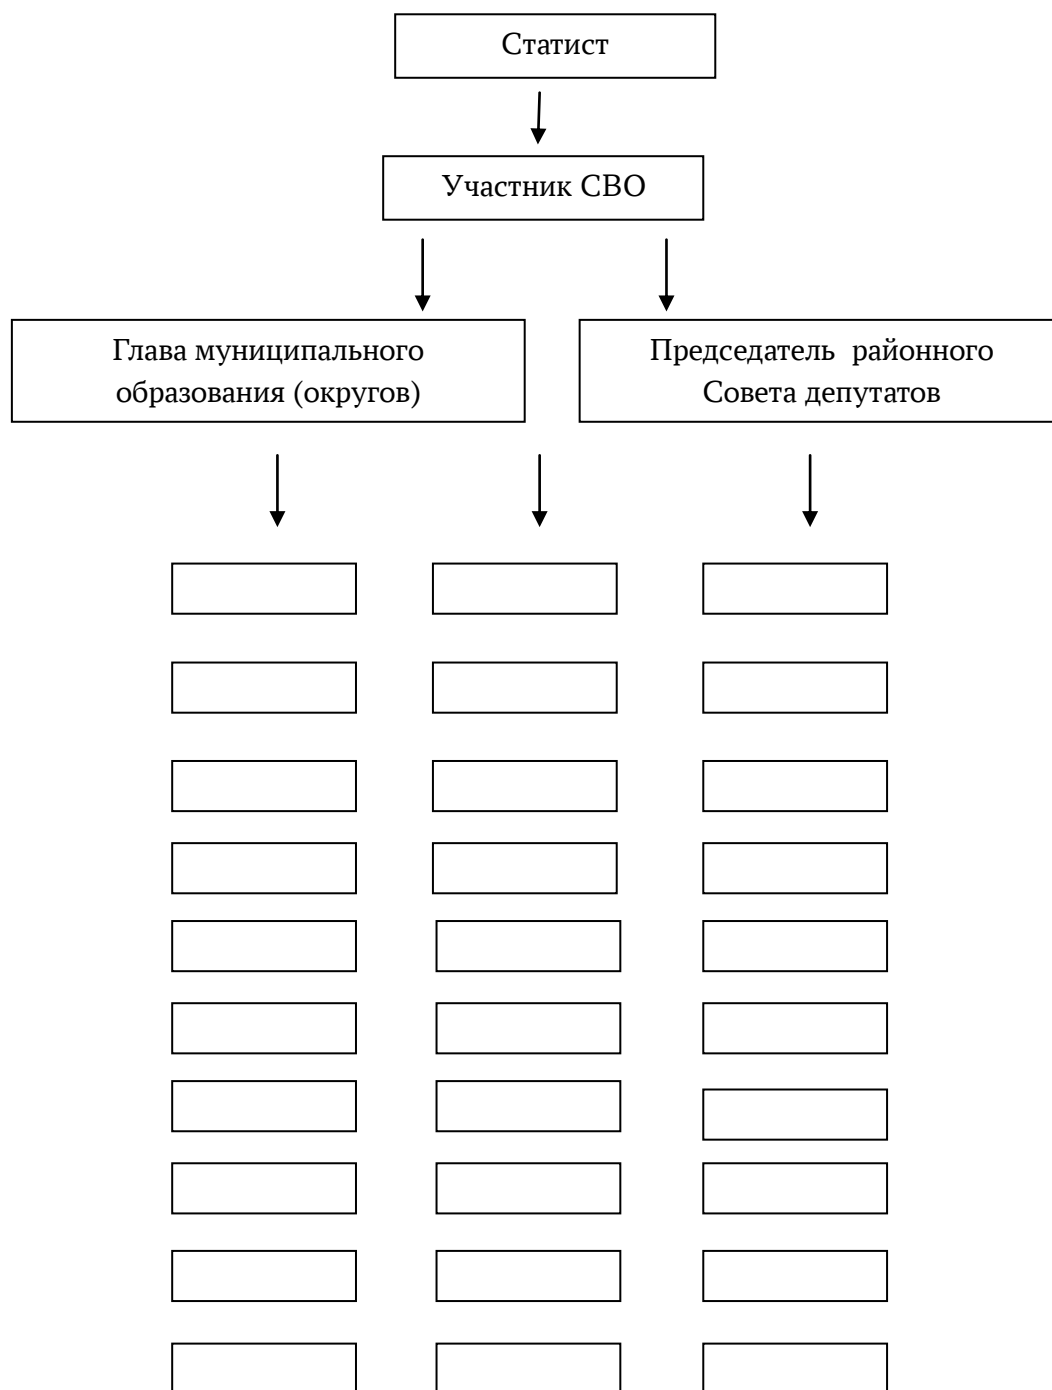 Статист
Участник СВО
Глава муниципального
образования (округов)
Председатель районного
Совета депутатов